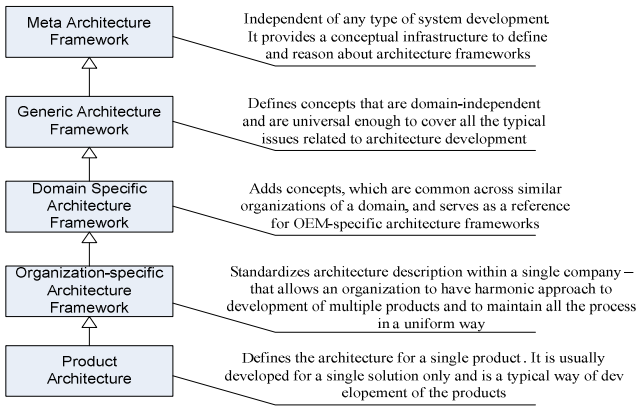 Meta Architecture
Framework
Independent of any type of system development.
It provides a conceptual infrastructure to define
and reason about architecture frameworks
Generic Architecture
Framework
Defines concepts that are domain-independent
and are universal enough to cover all the typical
issues related to architecture development
Domain Specific
Architecture
Framework
Adds concepts, which are common across similar
organizations of a domain, and serves as a reference
for OEM-specific architecture frameworks
Organization-specific
Architecture
Framework
Standardizes architecture description within a single company –
that allows an organization to have harmonic approach to
development of multiple products and to maintain all the process
in a uniform way
Product
Architecture
Defines the architecture for a single product . It is usually
developed for a single solution only and is a typical way of dev
elopement of the products